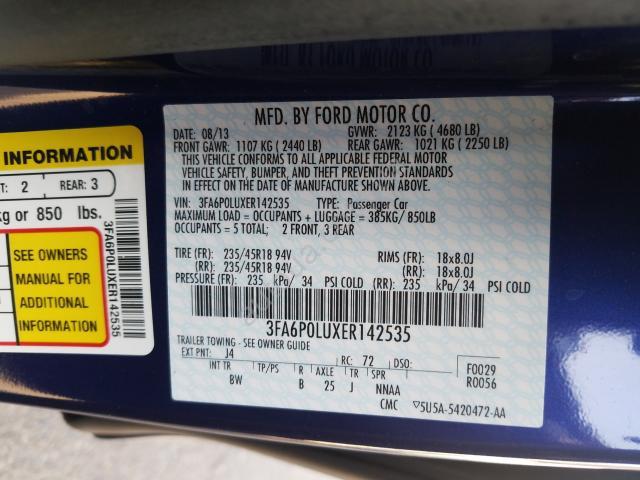 INFORMATION
T: 2 REAR: 3
kg or 850 lbs.
SEE OWNERS
MANUAL FOR
ADDITIONAL
INFORMATION
3FA6P0LUXER142535
MFD. BY FORD MOTOR CO.
DATE: 08/13 GVWR: 2123 KG ( 4680 LB)
FRONT GAWR: 1107 KG ( 2440 LB) REAR GAWR: 1021 KG ( 2250 LB)
THIS VEHICLE CONFORMS TO ALL APPLICABLE FEDERAL MOTOR
VEHICLE SAFETY, BUMPER, AND THEFT PREVENTION STANDARDS
IN EFFECT ON THE DATE OF MANUFACTURE SHOWN ABOVE.
VIN: 3FA6P0LUXER142535 TYPE: Passenger Car
MAXIMUM LOAD = OCCUPANTS + LUGGAGE = 385KG/ 850LB
OCCUPANTS = 5 TOTAL: 2 FRONT, 3 REAR
TIRE (FR): 235/45R18 94V RIMS (FR): 18x8.0J
(RR): 235/45R18 94V (RR): 18x8.0J
PRESSURE (FR): 235 kPa/ 34 PSI COLD (RR): 235 kPa/ 34 PSI COLD
3FA6P0LUXER142535
TRAILER TOWING - SEE OWNER GUIDE
EXT PNT: J4 RC: 72 DSO: F0029
INT TR TP/PS R AXLE TR SPR R0056
BW B 25 J NNAA
CMC ▽5U5A-5420472-AA